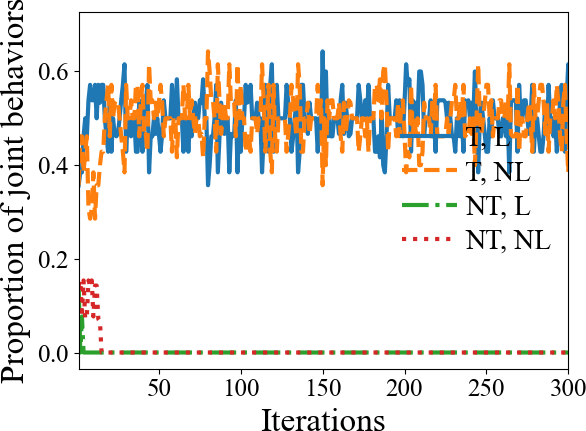 Proportion of joint behaviors
0.6
0.4
0.2
0.0
T, L
T, NL
NT, L
NT, NL
50
100
150
200
250
300
Iterations